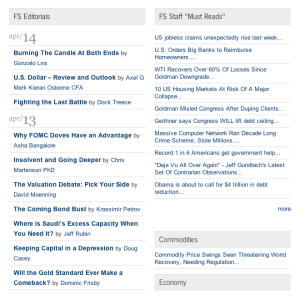 FS Editorials
apr/14
Burning The Candle At Both Ends by
Gonzalo Lira
U.S. Dollar – Review and Outlook by Axel G
Merk Kieran Osborne CFA
Fighting the Last Battle by Dock Treece
apr/13
Why FOMC Doves Have an Advantage by
Asha Bangalore
Insolvent and Going Deeper by Chris
Martenson PhD
The Valuation Debate: Pick Your Side by
David Moenning
The Coming Bond Bust by Krassimir Petrov
Where is Saudi's Excess Capacity When
You Need it? by Jeff Rubin
Keeping Capital in a Depression by Doug
Casey
Will the Gold Standard Ever Make a
Comeback? by Dominic Frisby
FS Staff "Must Reads"
US jobless claims unexpectedly rise last week...
U.S. Orders Big Banks to Reimburse
Homeowners....
WTI Recovers Over 60% Of Losses Since
Goldman Downgrade...
10 US Housing Markets At Risk Of A Major
Collapse...
Goldman Misled Congress After Duping Clients...
Geithner says Congress WILL lift debt ceiling...
Massive Computer Network Ran Decade Long
Crime Scheme, Stole Millions....
Record 1 in 6 Americans get government help...
"Deja Vu All Over Again" - Jeff Gundlach's Latest
Set Of Contrarian Observations...
Obama is about to call for $4 trillion in debt
reduction...
more
Commodities
Commodity Price Swings Seen Threatening World
Recovery, Needing Regulation...
Economy